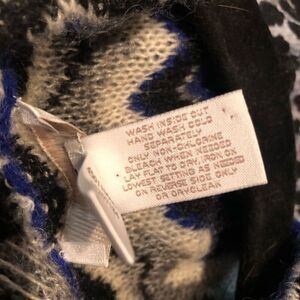 WASH INSIDE OUT
HAND WASH COLD
SEPARATELY
ONLY NON-CHLORINE
BLEACH WHEN NEEDED
LAY FLAT TO DRY, IRON ON
LOWEST SETTING AS NEEDED
ON REVERSE SIDE ONLY
OR DRYCLEAN